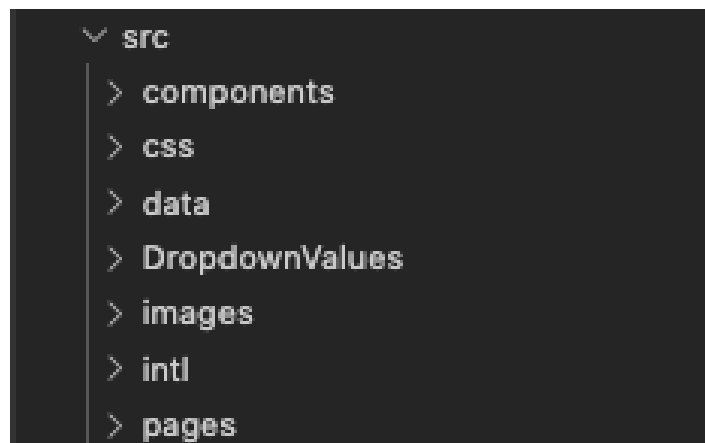 src
components
css
data
DropdownValues
images
intl
pages